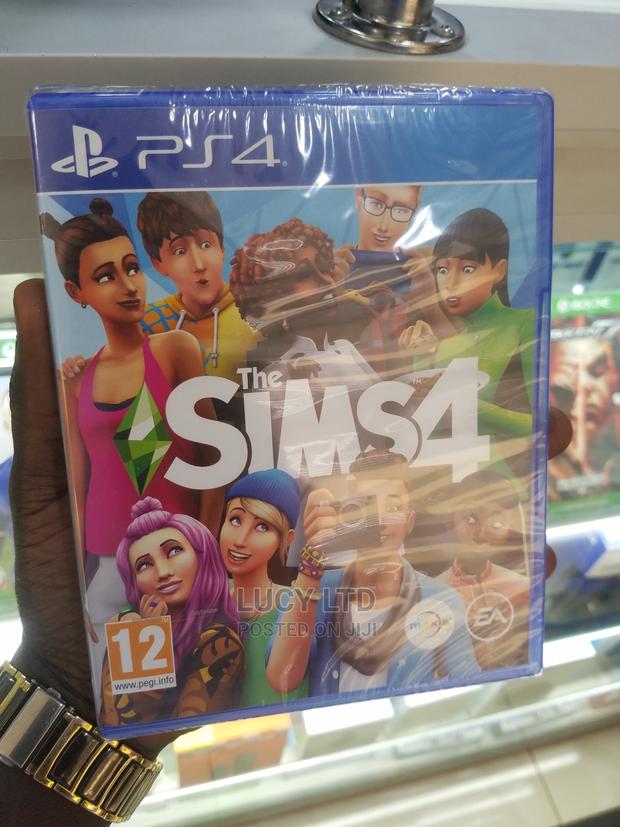 PS4
The
SIMS4
LUCY LTD
POSTED ON JIJI
maxis
EA
12
www.pegi.info